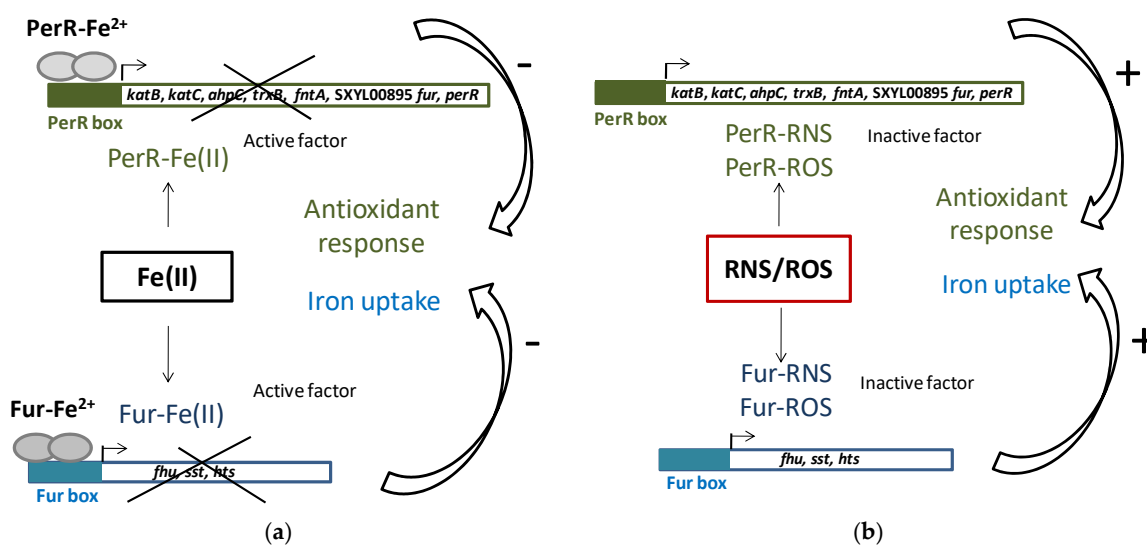 PerR-Fe2+
-
katB, katC, ahpC, trxB, fntA, SXYL00895 fur, perR
PerR box
Active factor
PerR-Fe(II)
Antioxidant
response
Fe(II)
Iron uptake
-
Active factor
Fur-Fe2+
Fur-Fe(II)
fhu, sst, hts
Fur box
(a)
+
katB, katC, ahpC, trxB, fntA, SXYL00895 fur, perR
PerR box
PerR-RNS
Inactive factor
PerR-ROS
Antioxidant
response
RNS/ROS
Iron uptake
+
Fur-RNS
Inactive factor
Fur-ROS
fhu, sst, hts
Fur box
(b)